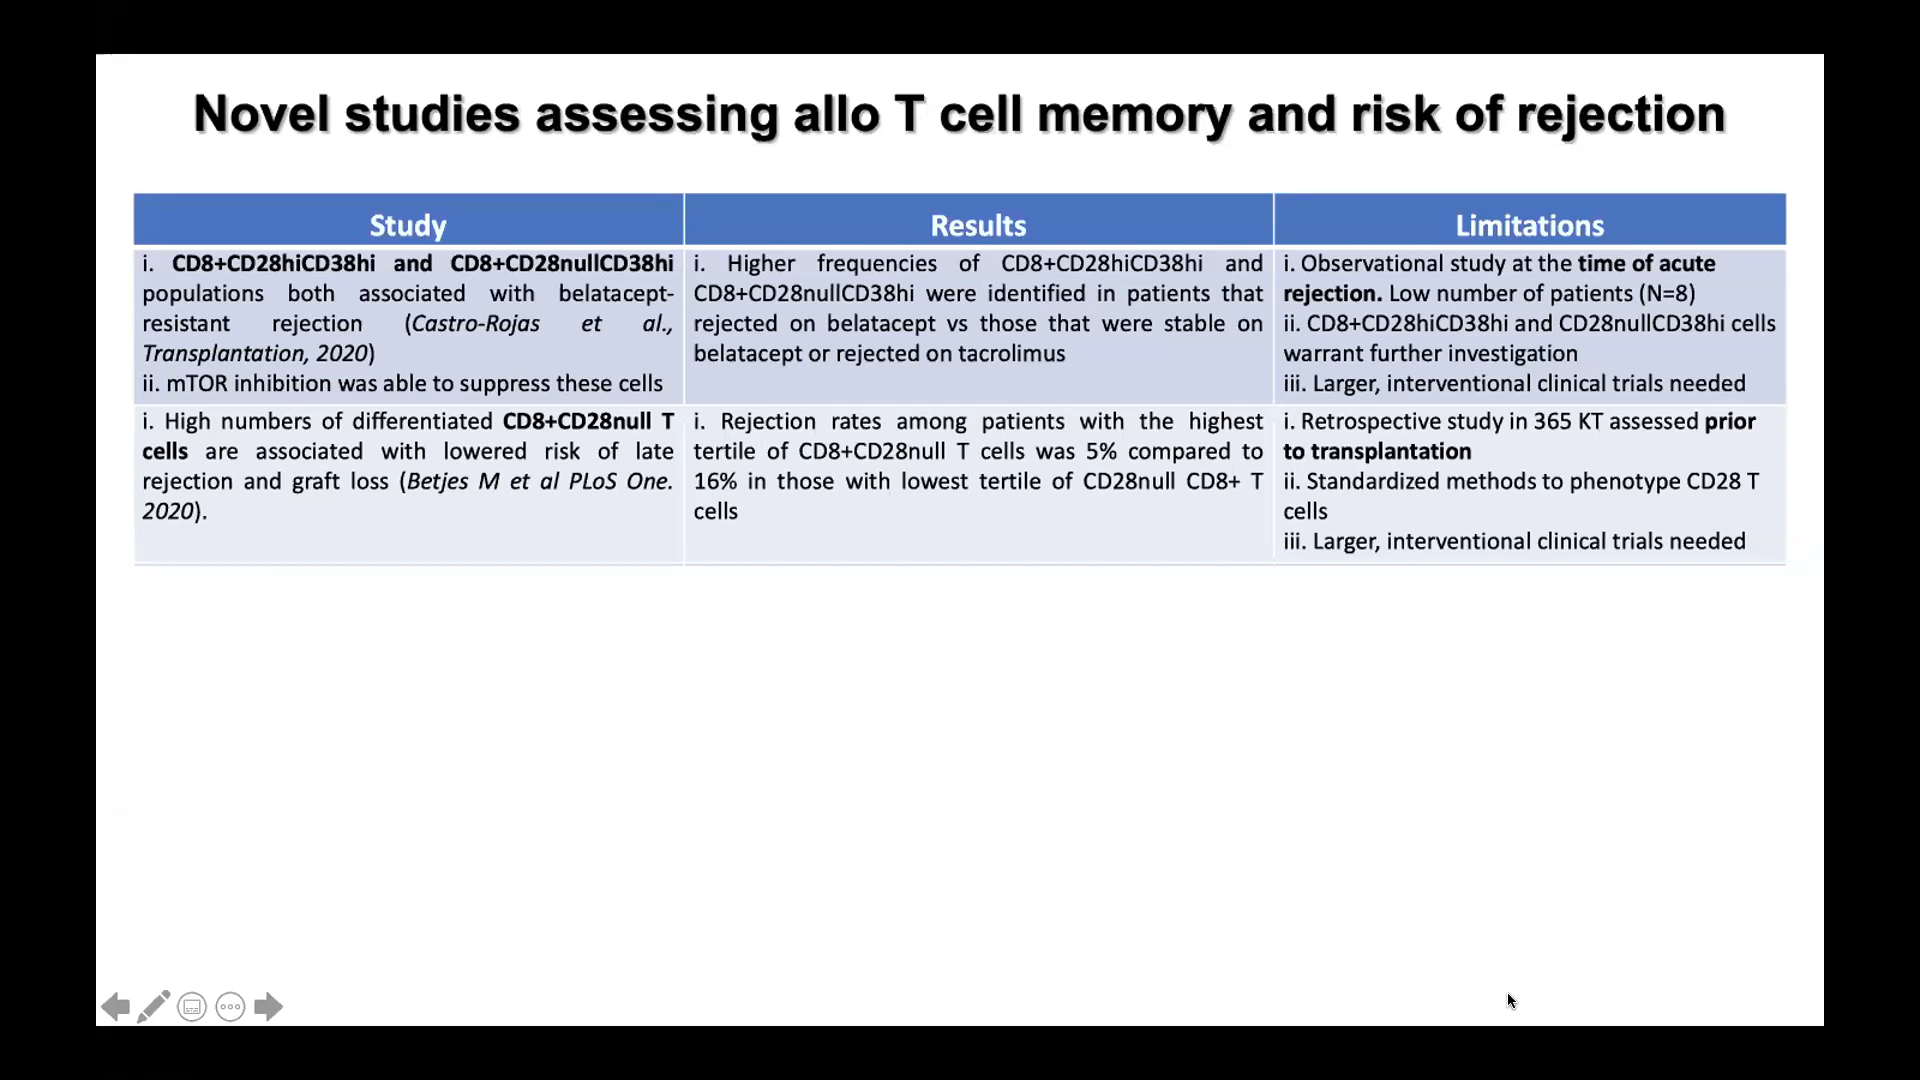 Novel studies assessing allo T cell memory and risk of rejection
Study
Results
Limitations
i. CD8+CD28hiCD38hi and CD8+CD28nullCD38hi
populations both associated with belatacept-
resistant rejection (Castro-Rojas et al.,
Transplantation, 2020)
ii. mTOR inhibition was able to suppress these cells
i. Higher frequencies of CD8+CD28hiCD38hi and
CD8+CD28nullCD38hi were identified in patients that
rejected on belatacept vs those that were stable on
belatacept or rejected on tacrolimus
i. Observational study at the time of acute
rejection. Low number of patients (N=8)
ii. CD8+CD28hiCD38hi and CD28nullCD38hi cells
warrant further investigation
iii. Larger, interventional clinical trials needed
i. High numbers of differentiated CD8+CD28null T
cells are associated with lowered risk of late
rejection and graft loss (Betjes M et al PLoS One.
2020).
i. Rejection rates among patients with the highest
tertile of CD8+CD28null T cells was 5% compared to
16% in those with lowest tertile of CD28null CD8+ T
cells
i. Retrospective study in 365 KT assessed prior
to transplantation
ii. Standardized methods to phenotype CD28 T
cells
iii. Larger, interventional clinical trials needed